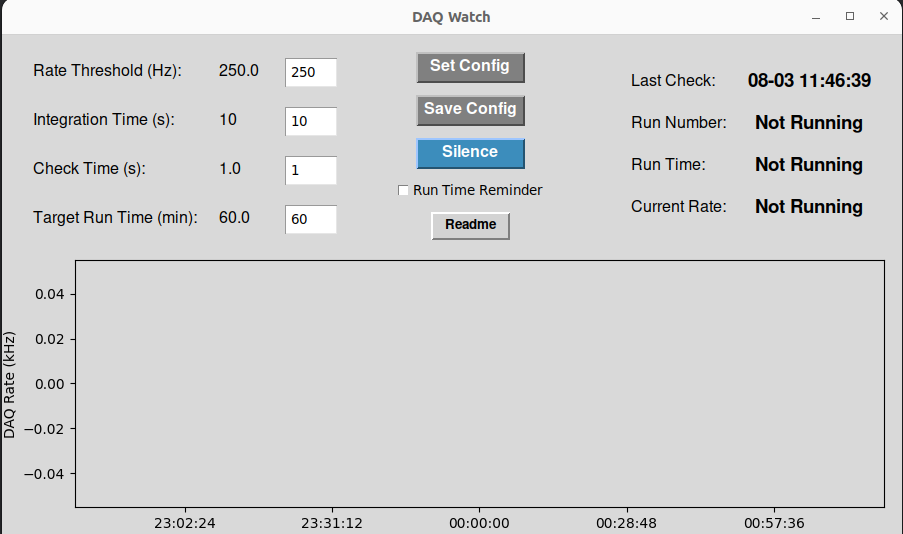 DAQ Watch
Rate Threshold (Hz): 250.0 250
Integration Time (s): 10 10
Check Time (s): 1.0 1
Target Run Time (min): 60.0 60
Set Config
Save Config
Silence
Run Time Reminder
Readme
Last Check: 08-03 11:46:39
Run Number: Not Running
Run Time: Not Running
Current Rate: Not Running
DAQ Rate (kHz)
0.04
0.02
0.00
−0.02
−0.04
23:02:24 23:31:12 00:00:00 00:28:48 00:57:36